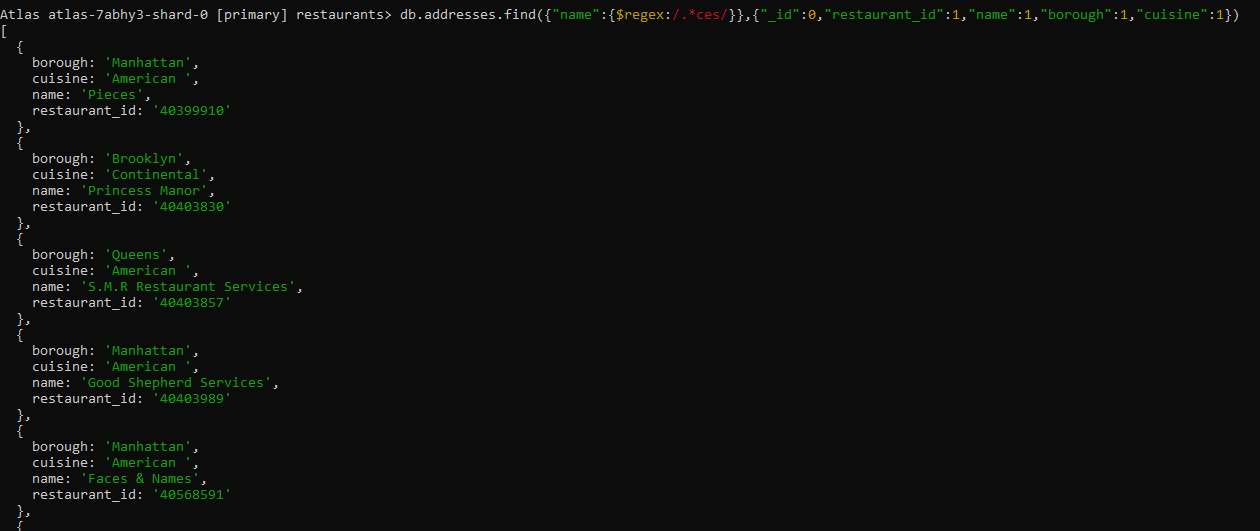 Atlas atlas-7abhy3-shard-0 [primary] restaurants> db.addresses.find({"name":{$regex:/.*ces/}},{"_id":0,"restaurant_id":1,"name":1,"borough":1,"cuisine":1})
[
  {
    borough: 'Manhattan',
    cuisine: 'American ',
    name: 'Pieces',
    restaurant_id: '40399910'
  },
  {
    borough: 'Brooklyn',
    cuisine: 'Continental',
    name: 'Princess Manor',
    restaurant_id: '40403830'
  },
  {
    borough: 'Queens',
    cuisine: 'American ',
    name: 'S.M.R Restaurant Services',
    restaurant_id: '40403857'
  },
  {
    borough: 'Manhattan',
    cuisine: 'American ',
    name: 'Good Shepherd Services',
    restaurant_id: '40403989'
  },
  {
    borough: 'Manhattan',
    cuisine: 'American ',
    name: 'Faces & Names',
    restaurant_id: '40568591'
  },
  {